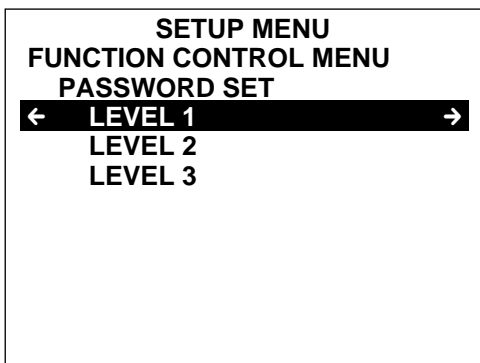 SETUP MENU
FUNCTION CONTROL MENU
PASSWORD SET
← LEVEL 1 →
LEVEL 2
LEVEL 3